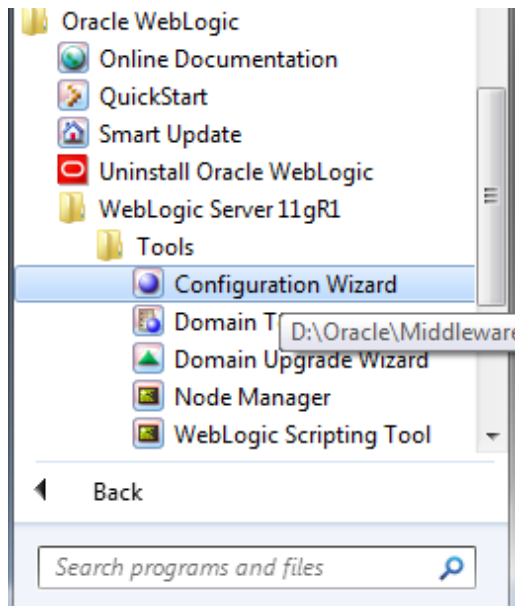 Oracle WebLogic
Online Documentation
QuickStart
Smart Update
Uninstall Oracle WebLogic
WebLogic Server 11gR1
Tools
Configuration Wizard
Domain
D:\Oracle\Middleware
Domain Upgrade Wizard
Node Manager
WebLogic Scripting Tool
Back
Search programs and files